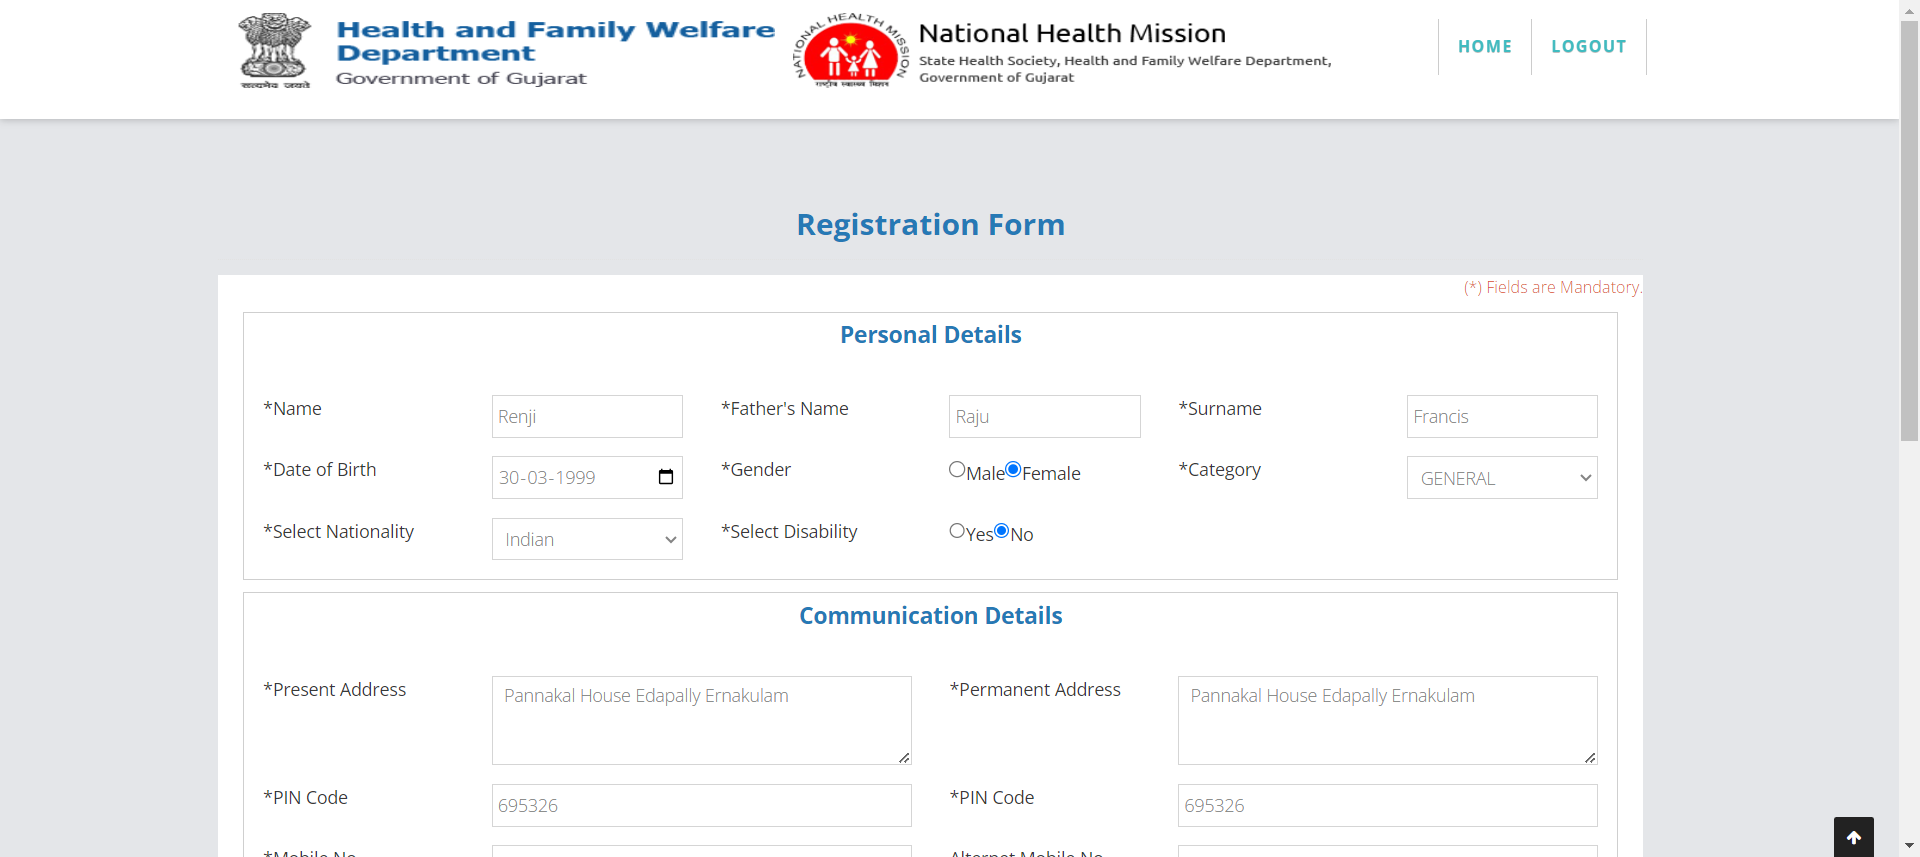 Health and Family Welfare
Department
Government of Gujarat
सत्यमेव जयते
NATIONAL HEALTH MISSION
राष्ट्रीय स्वास्थ्य मिशन
National Health Mission
State Health Society, Health and Family Welfare Department,
Government of Gujarat
HOME
LOGOUT
Registration Form
(*) Fields are Mandatory.
Personal Details
*Name Renji *Father's Name Raju *Surname Francis
*Date of Birth 30-03-1999 *Gender Male Female *Category GENERAL
*Select Nationality Indian *Select Disability Yes No
Communication Details
*Present Address Pannakal House Edapally Ernakulam *Permanent Address Pannakal House Edapally Ernakulam
*PIN Code 695326 *PIN Code 695326
*Mobile No Alternet Mobile No